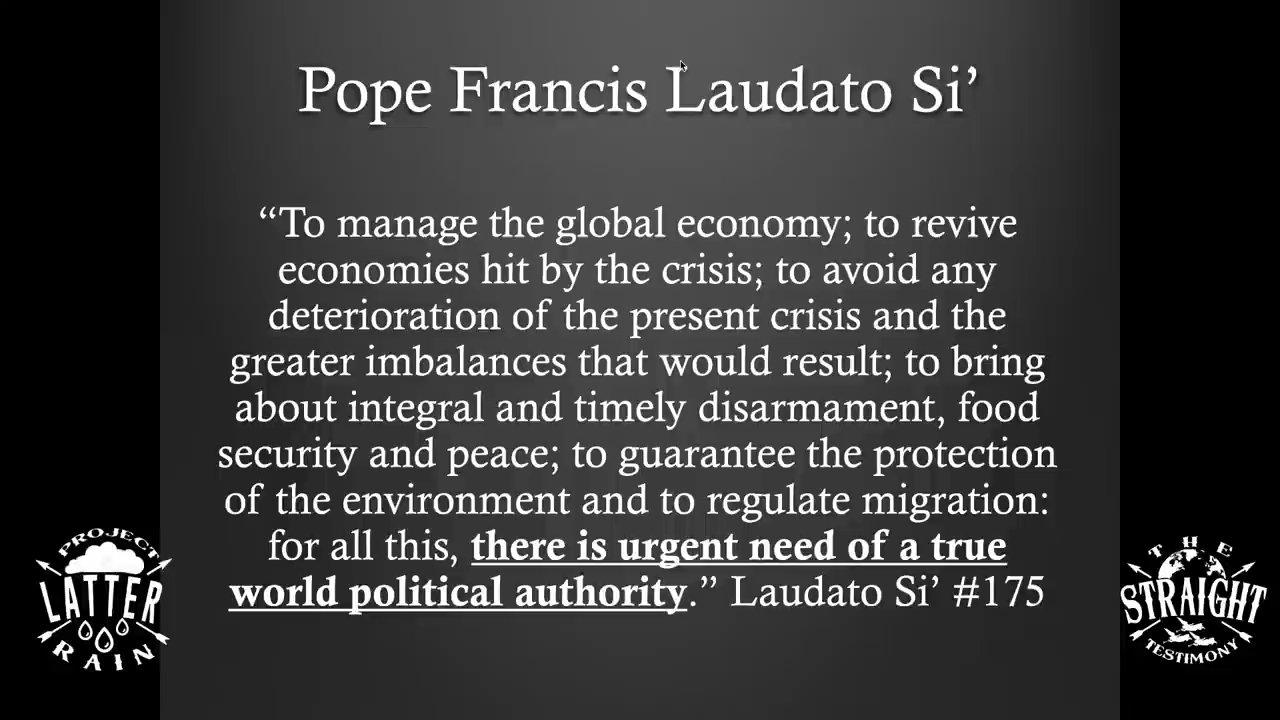 Pope Francis Laudato Si’
“To manage the global economy; to revive
economies hit by the crisis; to avoid any
deterioration of the present crisis and the
greater imbalances that would result; to bring
about integral and timely disarmament, food
security and peace; to guarantee the protection
of the environment and to regulate migration:
for all this, there is urgent need of a true
world political authority.” Laudato Si’ #175
PROJECT
LATTER
RAIN
THE
STRAIGHT
TESTIMONY